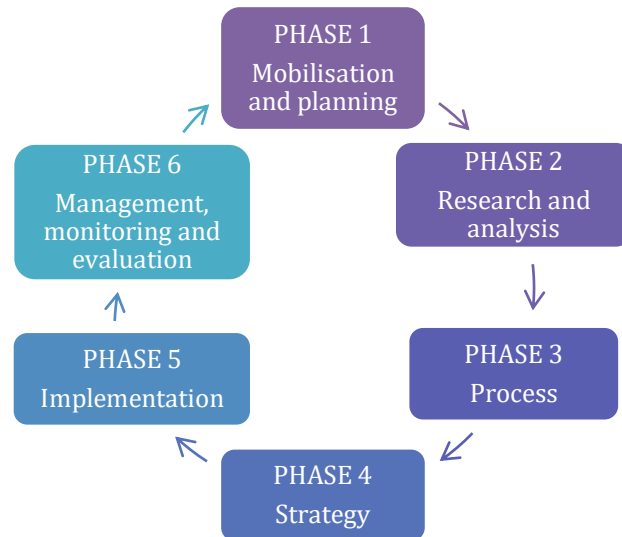 PHASE 1
Mobilisation
and planning
PHASE 2
Research and
analysis
PHASE 3
Process
PHASE 4
Strategy
PHASE 5
Implementation
PHASE 6
Management,
monitoring and
evaluation